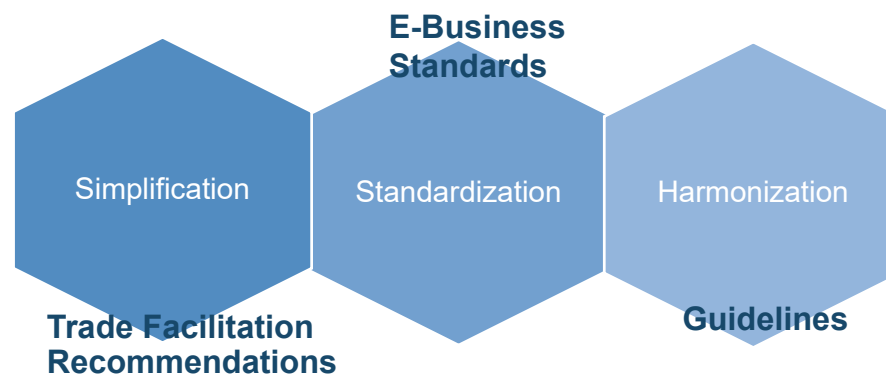 E-Business
Standards
Simplification
Standardization
Harmonization
Trade Facilitation
Recommendations
Guidelines